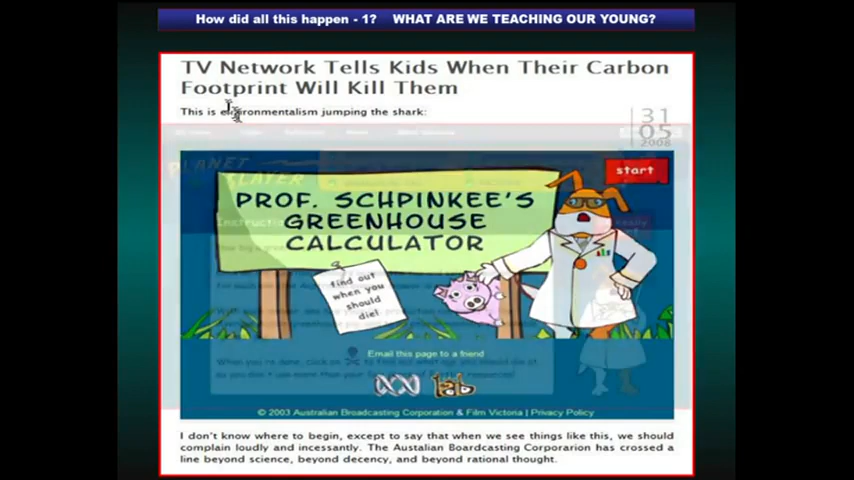 How did all this happen - 1? WHAT ARE WE TEACHING OUR YOUNG?
TV Network Tells Kids When Their Carbon
Footprint Will Kill Them
This is environmentalism jumping the shark:
31
05
2008
start
PROF. SCHPINKEE'S
GREENHOUSE
CALCULATOR
find out
when you
should
die!
Email this page to a friend
lab
© 2003 Australian Broadcasting Corporation & Film Victoria | Privacy Policy
I don't know where to begin, except to say that when we see things like this, we should
complain loudly and incessantly. The Austalian Boardcasting Corporarion has crossed a
line beyond science, beyond decency, and beyond rational thought.